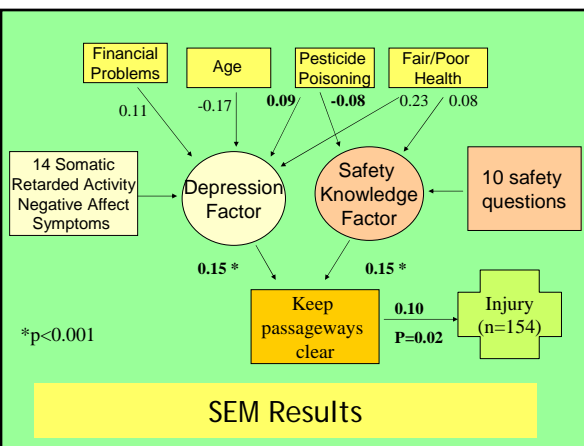 Financial
Problems
Age
Pesticide
Poisoning
Fair/Poor
Health
0.11
-0.17
0.09
-0.08
0.23
0.08
14 Somatic
Retarded Activity
Negative Affect
Symptoms
Depression
Factor
Safety
Knowledge
Factor
10 safety
questions
0.15 *
0.15 *
*p<0.001
Keep
passageways
clear
0.10
P=0.02
Injury
(n=154)
SEM Results